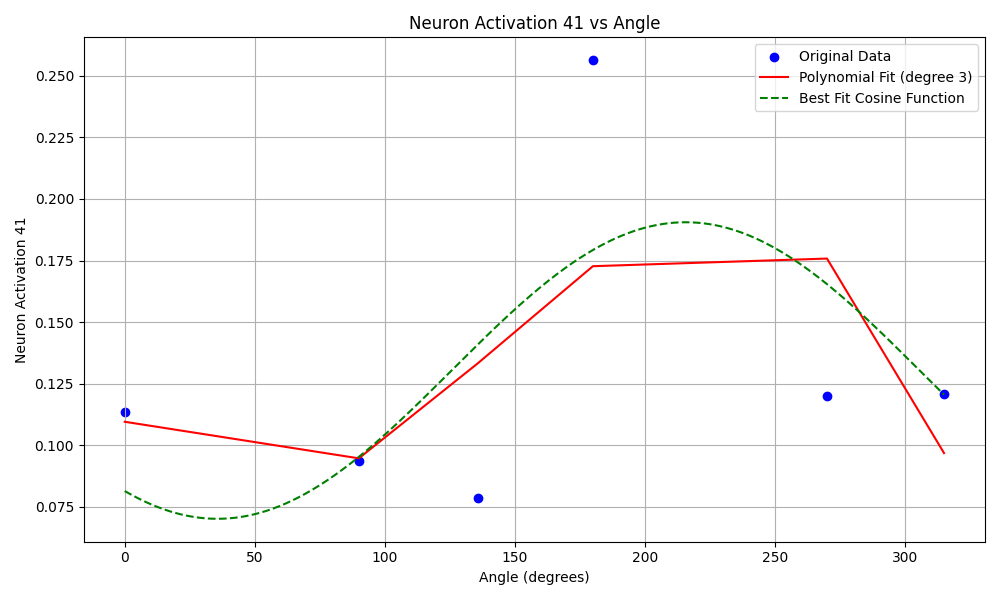 Neuron Activation 41 vs Angle
Original Data
Polynomial Fit (degree 3)
Best Fit Cosine Function
Neuron Activation 41
0.250
0.225
0.200
0.175
0.150
0.125
0.100
0.075
0 50 100 150 200 250 300
Angle (degrees)